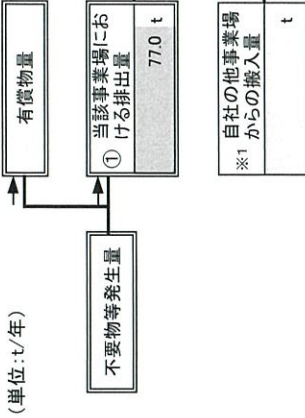 (単位:t/年)
有償物量
不要物等発生量
① 当該事業場にお
ける排出量
77.0 t
※1 自社の他事業場
からの搬入量
t